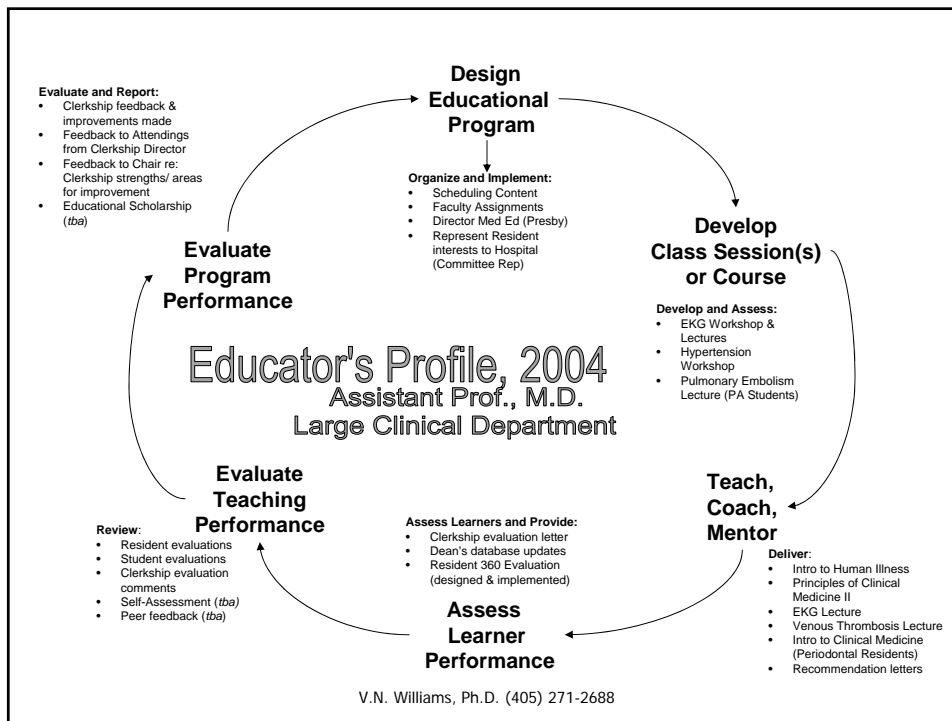 Design
Educational
Program
Organize and Implement:
• Scheduling Content
• Faculty Assignments
• Director Med Ed (Presby)
• Represent Resident
interests to Hospital
(Committee Rep)
Develop
Class Session(s)
or Course
Develop and Assess:
• EKG Workshop &
Lectures
• Hypertension
Workshop
• Pulmonary Embolism
Lecture (PA Students)
Teach,
Coach,
Mentor
Deliver:
• Intro to Human Illness
• Principles of Clinical
Medicine II
• EKG Lecture
• Venous Thrombosis Lecture
• Intro to Clinical Medicine
(Periodontal Residents)
• Recommendation letters
Assess Learners and Provide:
• Clerkship evaluation letter
• Dean's database updates
• Resident 360 Evaluation
(designed & implemented)
Assess
Learner
Performance
Evaluate
Teaching
Performance
Review:
• Resident evaluations
• Student evaluations
• Clerkship evaluation
comments
• Self-Assessment (tba)
• Peer feedback (tba)
Evaluate
Program
Performance
Evaluate and Report:
• Clerkship feedback &
improvements made
• Feedback to Attendings
from Clerkship Director
• Feedback to Chair re:
Clerkship strengths/ areas
for improvement
• Educational Scholarship
(tba)
Educator's Profile, 2004
Assistant Prof., M.D.
Large Clinical Department
V.N. Williams, Ph.D. (405) 271-2688